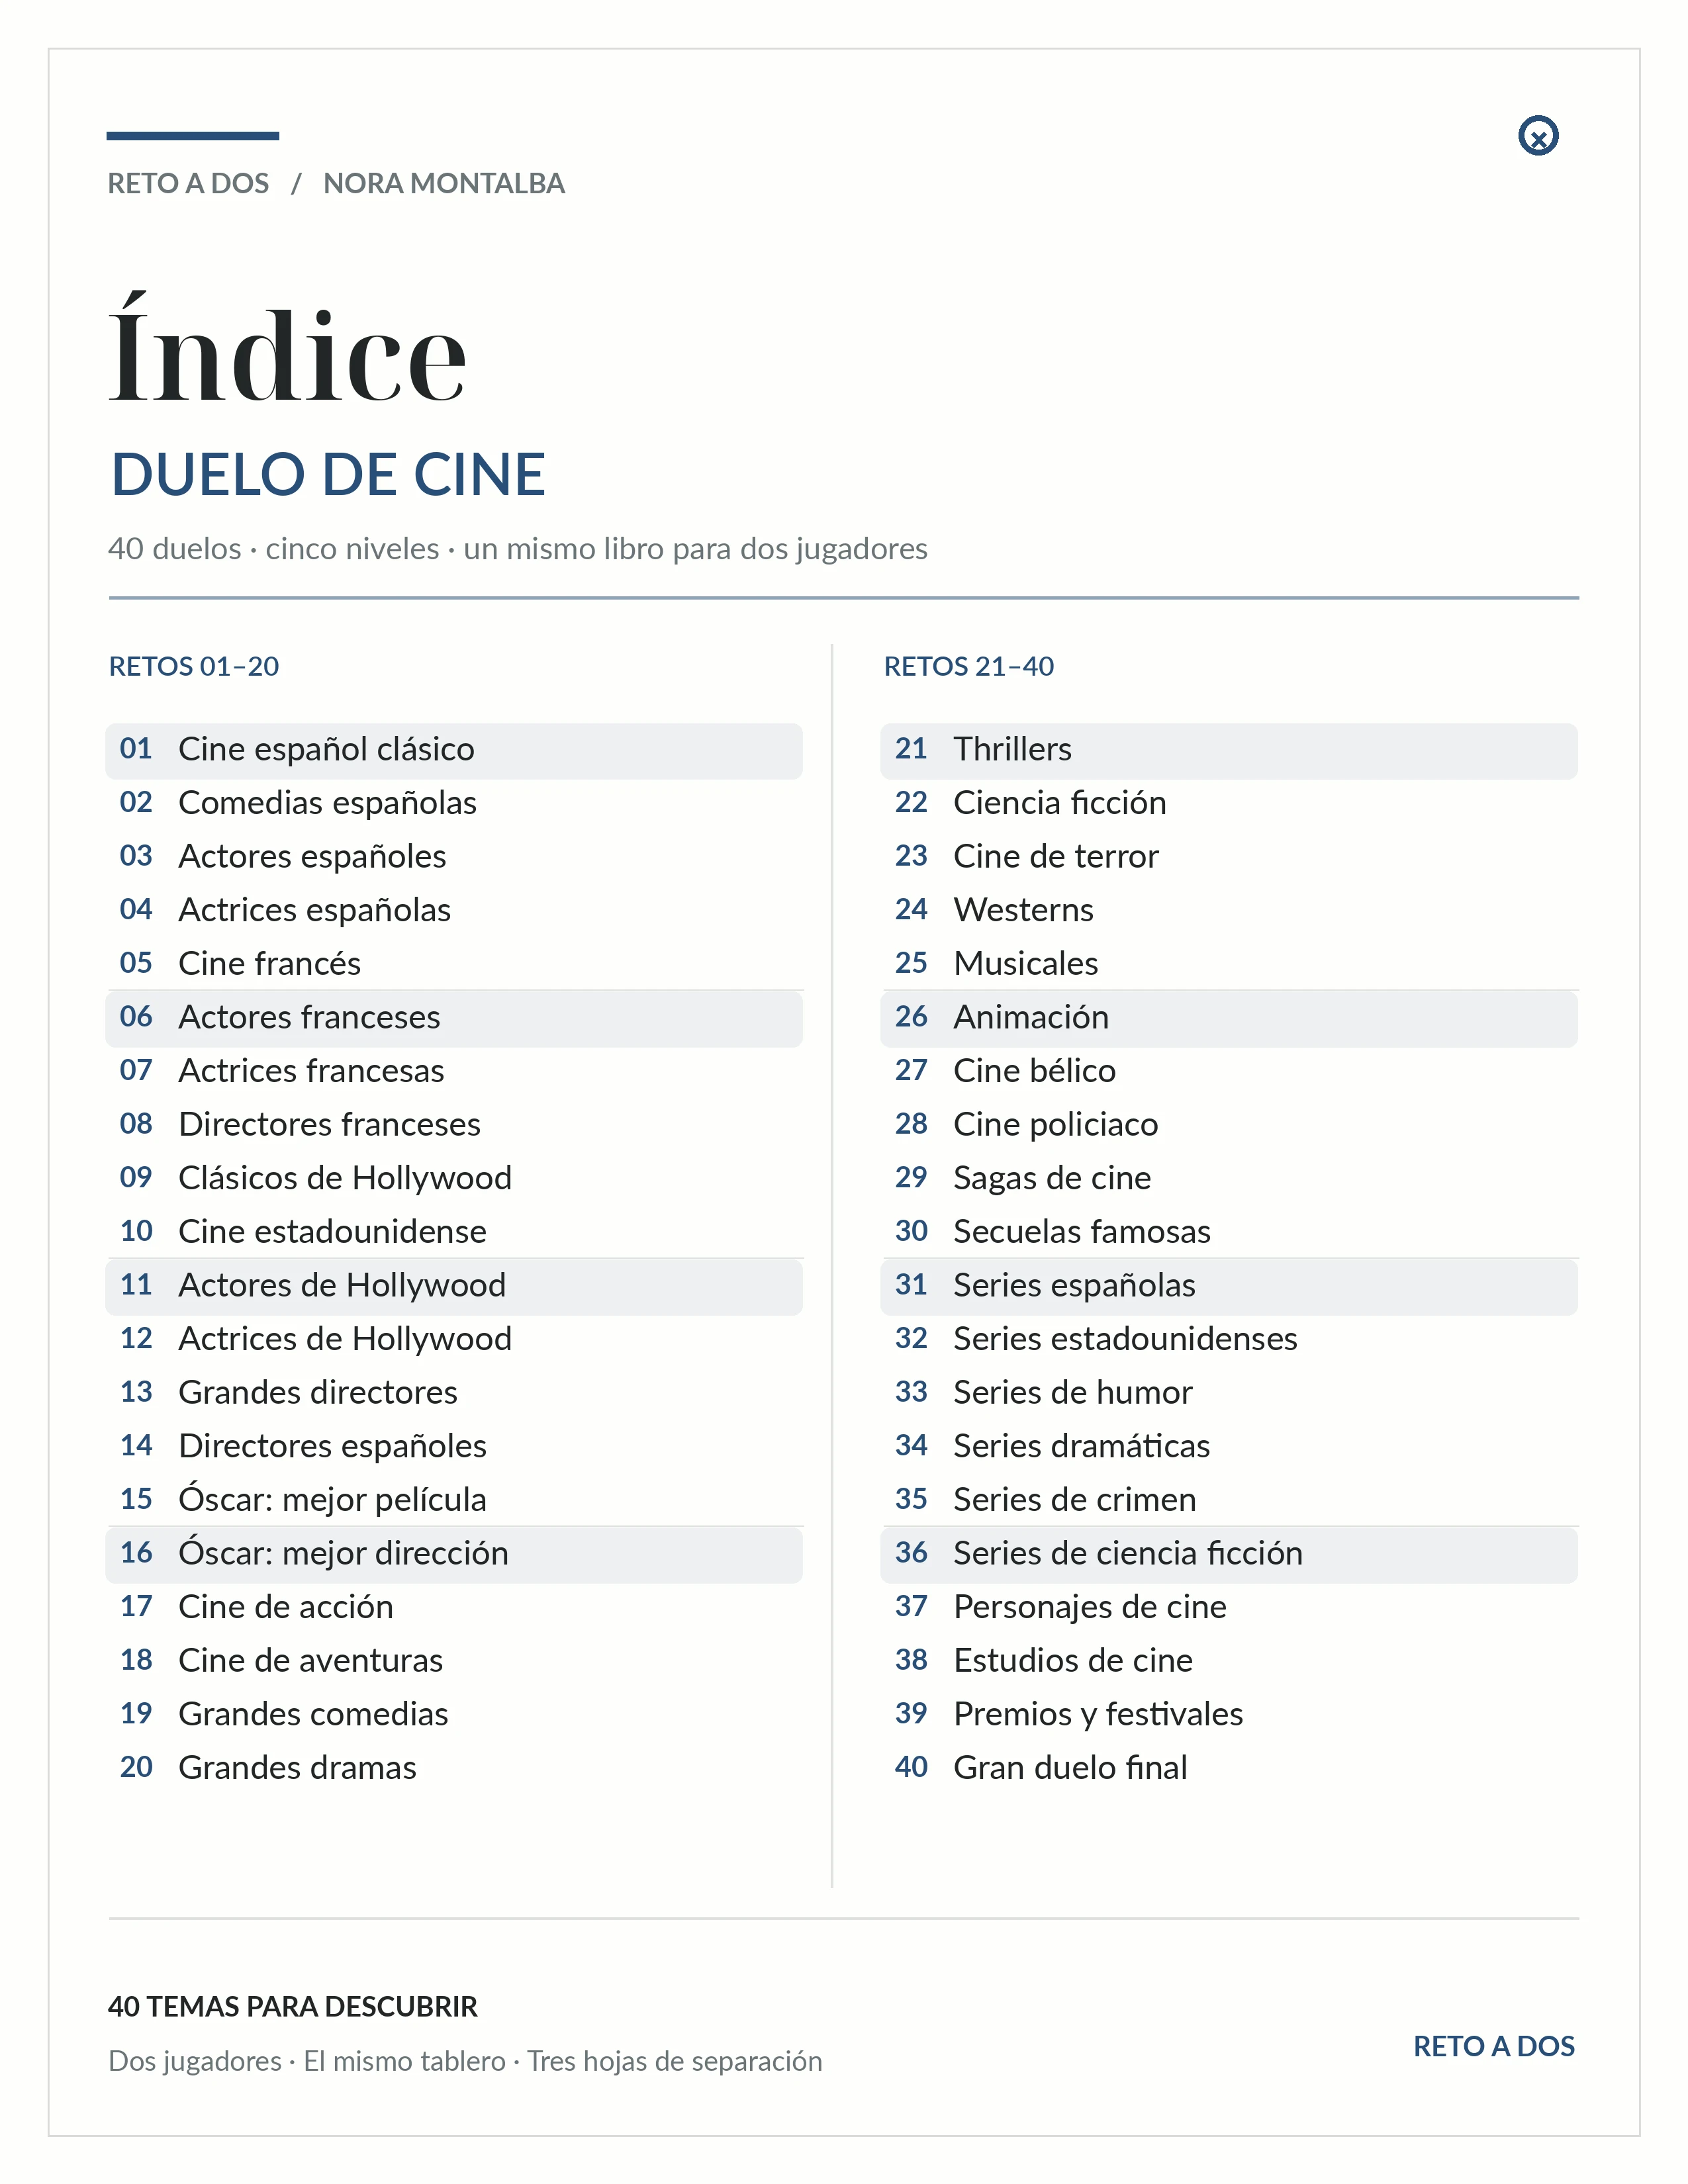 RETO A DOS / NORA MONTALBA
Índice
DUELO DE CINE
40 duelos · cinco niveles · un mismo libro para dos jugadores
RETOS 01–20
01 Cine español clásico
02 Comedias españolas
03 Actores españoles
04 Actrices españolas
05 Cine francés
06 Actores franceses
07 Actrices francesas
08 Directores franceses
09 Clásicos de Hollywood
10 Cine estadounidense
11 Actores de Hollywood
12 Actrices de Hollywood
13 Grandes directores
14 Directores españoles
15 Óscar: mejor película
16 Óscar: mejor dirección
17 Cine de acción
18 Cine de aventuras
19 Grandes comedias
20 Grandes dramas
RETOS 21–40
21 Thrillers
22 Ciencia ficción
23 Cine de terror
24 Westerns
25 Musicales
26 Animación
27 Cine bélico
28 Cine policiaco
29 Sagas de cine
30 Secuelas famosas
31 Series españolas
32 Series estadounidenses
33 Series de humor
34 Series dramáticas
35 Series de crimen
36 Series de ciencia ficción
37 Personajes de cine
38 Estudios de cine
39 Premios y festivales
40 Gran duelo final
40 TEMAS PARA DESCUBRIR
Dos jugadores · El mismo tablero · Tres hojas de separación
RETO A DOS